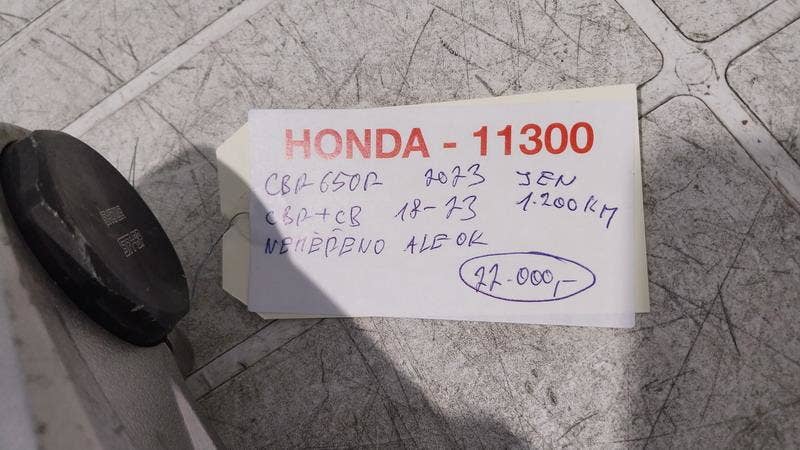 HONDA - 11300
CBR650R 2023 JEN
1.200KM
CBR+CB 18-23
NEMĚŘENO ALE OK
22.000,-